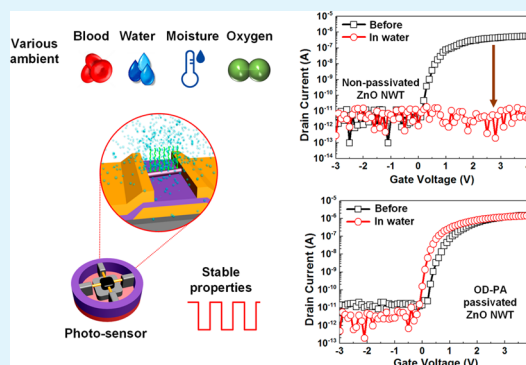 Various
ambient
Blood Water Moisture Oxygen
Photo-sensor
Stable
properties
Drain Current (A)
10⁻⁵
10⁻⁶
10⁻⁷
10⁻⁸
10⁻⁹
10⁻¹⁰
10⁻¹¹
10⁻¹²
10⁻¹³
10⁻¹⁴
Before
In water
Non-passivated
ZnO NWT
-3 -2 -1 0 1 2 3 4
Gate Voltage (V)
Drain Current (A)
10⁻⁴
10⁻⁵
10⁻⁶
10⁻⁷
10⁻⁸
10⁻⁹
10⁻¹⁰
10⁻¹¹
10⁻¹²
10⁻¹³
Before
In water
OD-PA
passivated
ZnO NWT
-3 -2 -1 0 1 2 3 4
Gate Voltage (V)